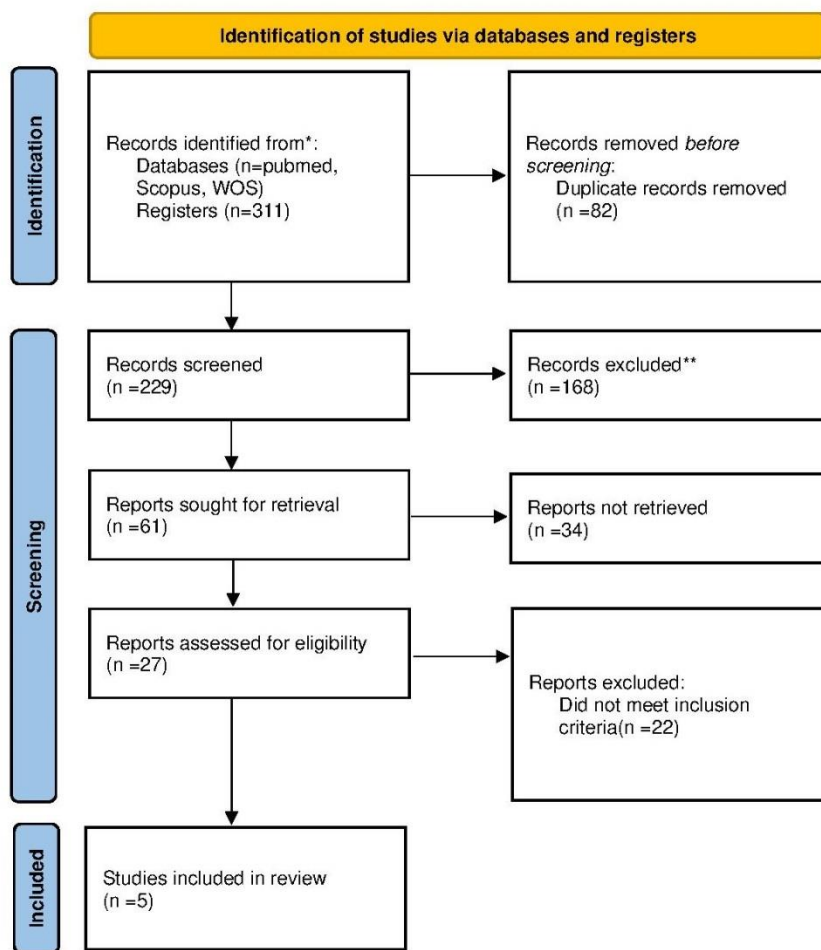 Identification of studies via databases and registers
Identification
Records identified from*:
Databases (n=pubmed,
Scopus, WOS)
Registers (n=311)
Records removed before
screening:
Duplicate records removed
(n =82)
Screening
Records screened
(n =229)
Records excluded**
(n =168)
Reports sought for retrieval
(n =61)
Reports not retrieved
(n =34)
Reports assessed for eligibility
(n =27)
Reports excluded:
Did not meet inclusion
criteria(n =22)
Included
Studies included in review
(n =5)